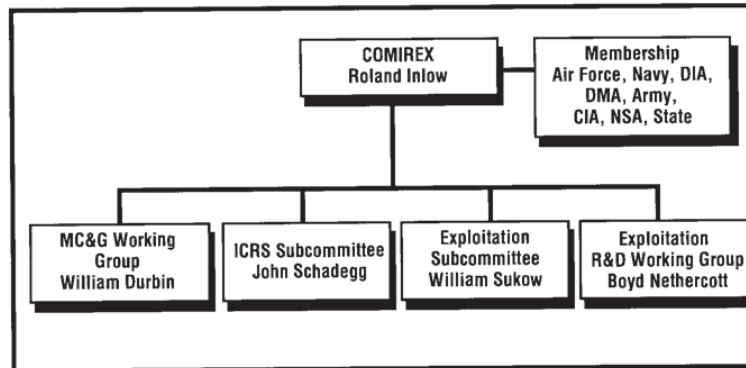 COMIREX
Roland Inlow
Membership
Air Force, Navy, DIA,
DMA, Army,
CIA, NSA, State
MC&G Working
Group
William Durbin
ICRS Subcommittee
John Schadegg
Exploitation
Subcommittee
William Sukow
Exploitation
R&D Working Group
Boyd Nethercott